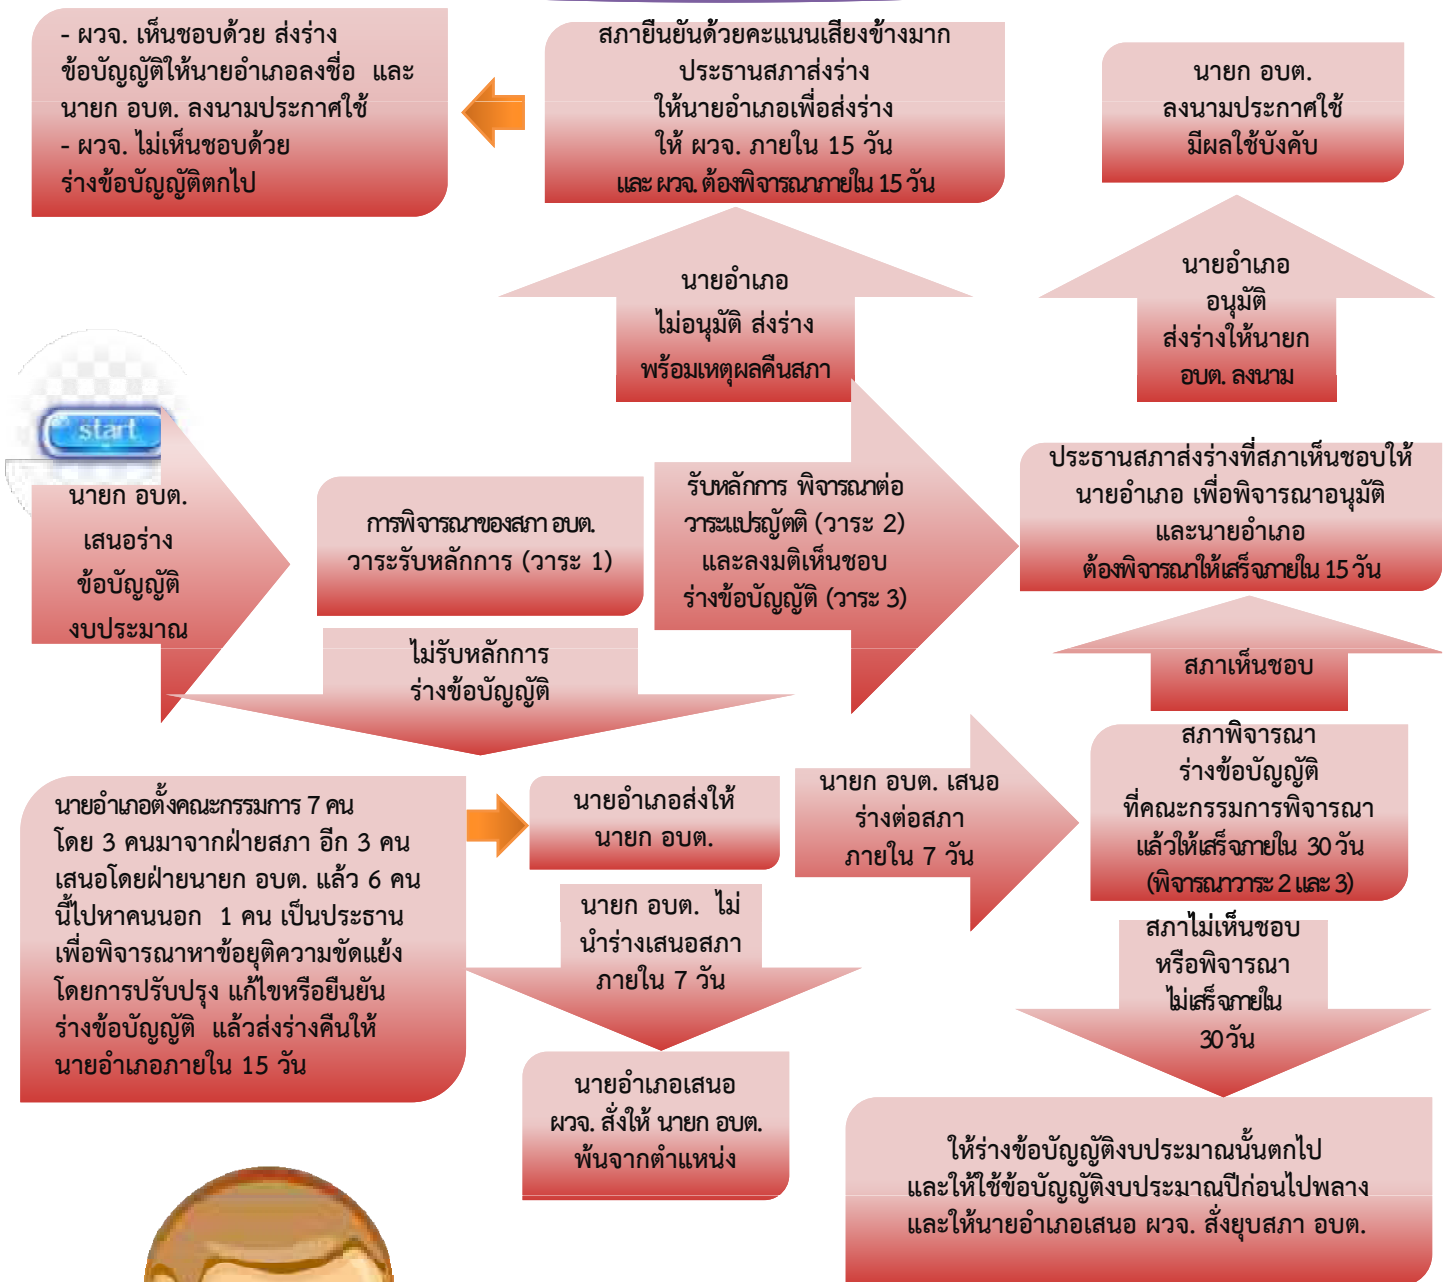 - ผวจ. เห็นชอบด้วย ส่งร่าง
ข้อบัญญัติให้นายอำเภอลงชื่อ และ
นายก อบต. ลงนามประกาศใช้
- ผวจ. ไม่เห็นชอบด้วย
ร่างข้อบัญญัติตกไป
สภายืนยันด้วยคะแนนเสียงข้างมาก
ประธานสภาส่งร่าง
ให้นายอำเภอเพื่อส่งร่าง
ให้ ผวจ. ภายใน 15 วัน
และ ผวจ. ต้องพิจารณาภายใน 15 วัน
นายก อบต.
ลงนามประกาศใช้
มีผลใช้บังคับ
นายอำเภอ
ไม่อนุมัติ ส่งร่าง
พร้อมเหตุผลคืนสภา
นายอำเภอ
อนุมัติ
ส่งร่างให้นายก
อบต. ลงนาม
start
นายก อบต.
เสนอร่าง
ข้อบัญญัติ
งบประมาณ
การพิจารณาของสภา อบต.
วาระรับหลักการ (วาระ 1)
รับหลักการ พิจารณาต่อ
วาระแปรญัตติ (วาระ 2)
และลงมติเห็นชอบ
ร่างข้อบัญญัติ (วาระ 3)
ประธานสภาส่งร่างที่สภาเห็นชอบให้
นายอำเภอ เพื่อพิจารณาอนุมัติ
และนายอำเภอ
ต้องพิจารณาให้เสร็จภายใน 15 วัน
ไม่รับหลักการ
ร่างข้อบัญญัติ
สภาเห็นชอบ
นายอำเภอตั้งคณะกรรมการ 7 คน
โดย 3 คนมาจากฝ่ายสภา อีก 3 คน
เสนอโดยฝ่ายนายก อบต. แล้ว 6 คน
นี้ไปหาคนนอก 1 คน เป็นประธาน
เพื่อพิจารณาหาข้อยุติความขัดแย้ง
โดยการปรับปรุง แก้ไขหรือยืนยัน
ร่างข้อบัญญัติ แล้วส่งร่างคืนให้
นายอำเภอภายใน 15 วัน
นายอำเภอส่งให้
นายก อบต.
นายก อบต. เสนอ
ร่างต่อสภา
ภายใน 7 วัน
สภาพิจารณา
ร่างข้อบัญญัติ
ที่คณะกรรมการพิจารณา
แล้วให้เสร็จภายใน 30 วัน
(พิจารณาวาระ 2 และ 3)
นายก อบต. ไม่
นำร่างเสนอสภา
ภายใน 7 วัน
สภาไม่เห็นชอบ
หรือพิจารณา
ไม่เสร็จภายใน
30 วัน
นายอำเภอเสนอ
ผวจ. สั่งให้ นายก อบต.
พ้นจากตำแหน่ง
ให้ร่างข้อบัญญัติงบประมาณนั้นตกไป
และให้ใช้ข้อบัญญัติงบประมาณปีก่อนไปพลาง
และให้นายอำเภอเสนอ ผวจ. สั่งยุบสภา อบต.